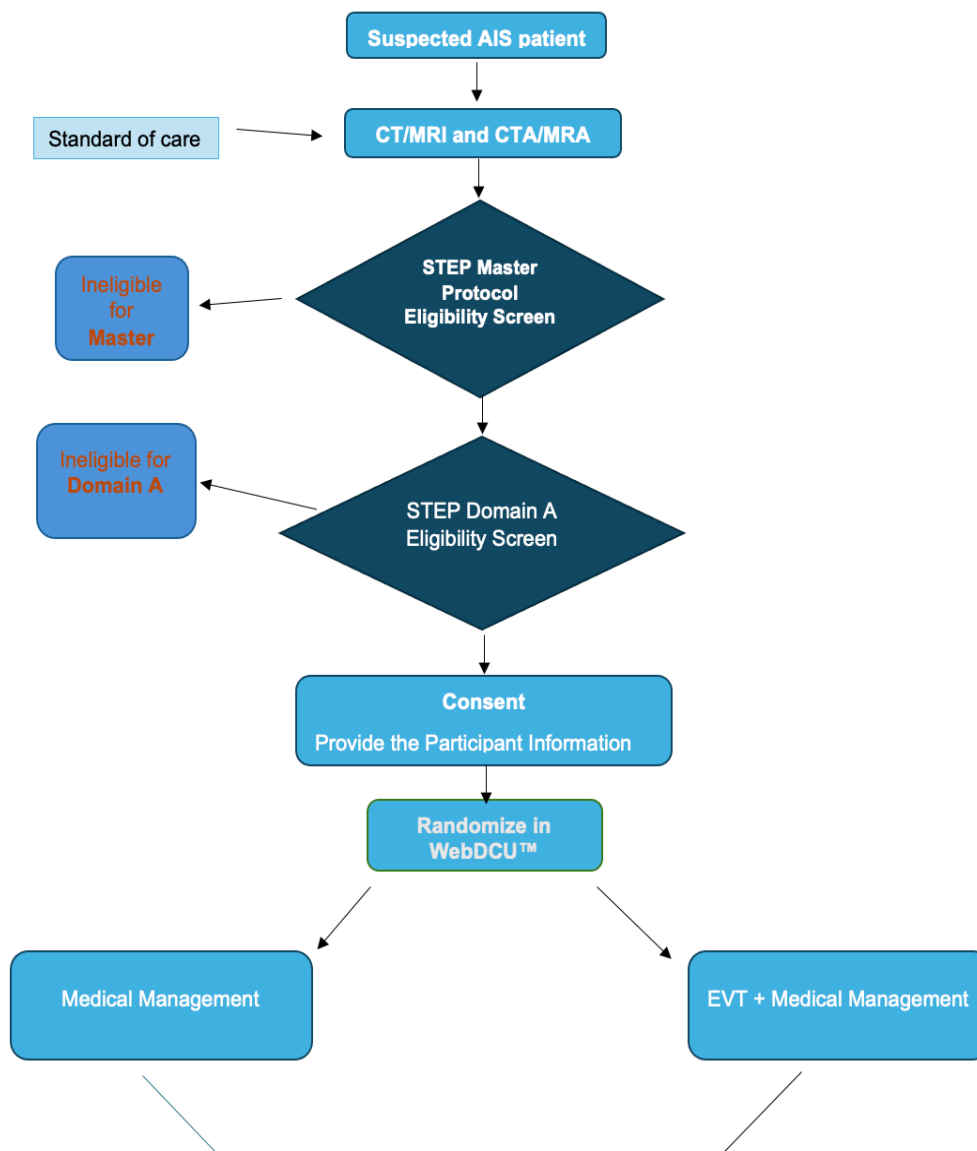 Suspected AIS patient
Standard of care
CT/MRI and CTA/MRA
STEP Master
Protocol
Eligibility Screen
Ineligible
for
Master
Ineligible for
Domain A
STEP Domain A
Eligibility Screen
Consent
Provide the Participant Information
Randomize in
WebDCU™
Medical Management
EVT + Medical Management